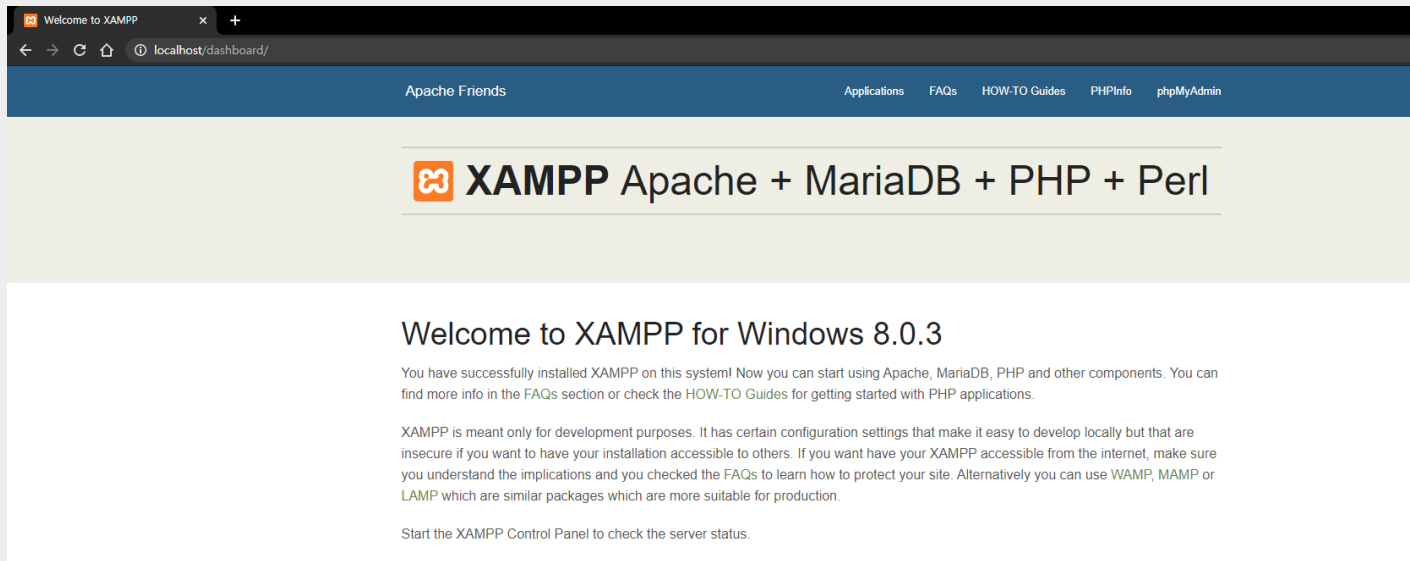 Welcome to XAMPP
localhost/dashboard/
Apache Friends
Applications FAQs HOW-TO Guides PHPInfo phpMyAdmin
XAMPP Apache + MariaDB + PHP + Perl
Welcome to XAMPP for Windows 8.0.3
You have successfully installed XAMPP on this system! Now you can start using Apache, MariaDB, PHP and other components. You can
find more info in the FAQs section or check the HOW-TO Guides for getting started with PHP applications.
XAMPP is meant only for development purposes. It has certain configuration settings that make it easy to develop locally but that are
insecure if you want to have your installation accessible to others. If you want have your XAMPP accessible from the internet, make sure
you understand the implications and you checked the FAQs to learn how to protect your site. Alternatively you can use WAMP, MAMP or
LAMP which are similar packages which are more suitable for production.
Start the XAMPP Control Panel to check the server status.